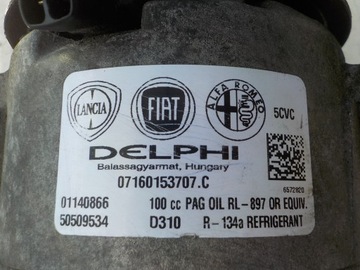 LANCIA
FIAT
ALFA ROMEO
5CVC
DELPHI
Balassagyarmat, Hungary
07160153707.C
6572820
01140866 100 cc PAG OIL RL-897 OR EQUIV.
50509534 D310 R-134a REFRIGERANT